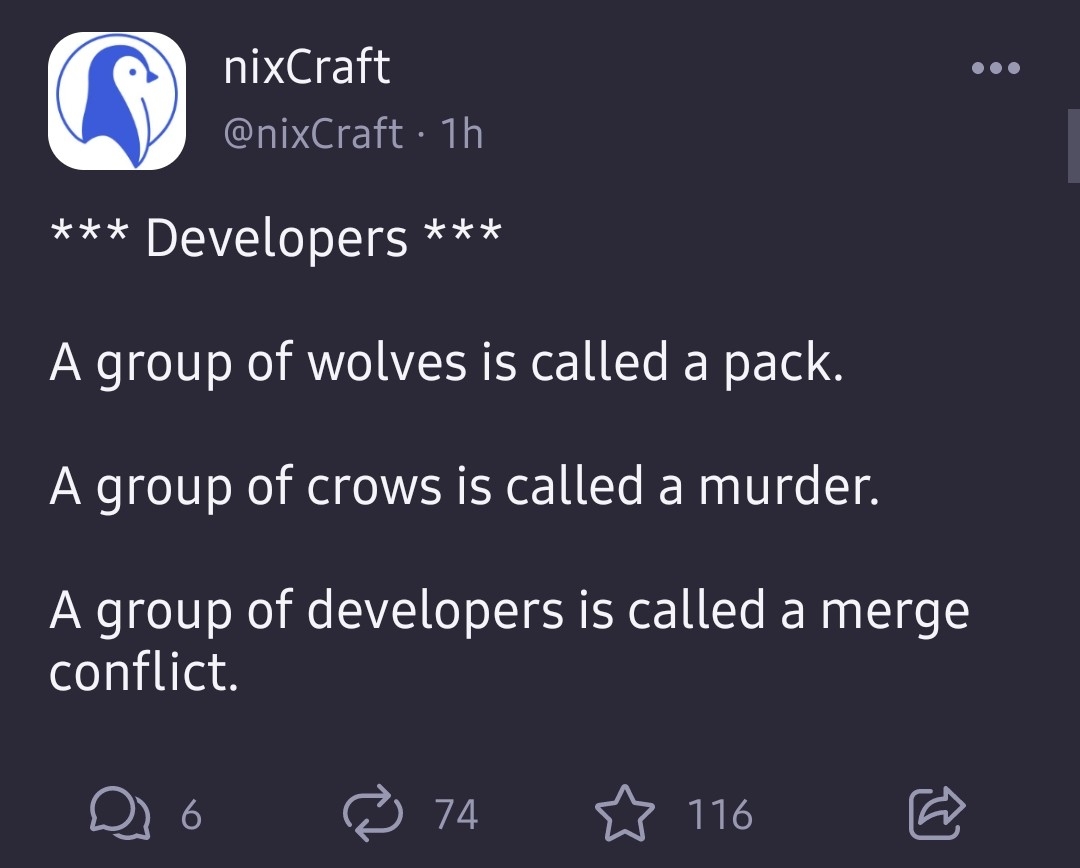 nixCraft
@nixCraft · 1h
*** Developers ***
A group of wolves is called a pack.
A group of crows is called a murder.
A group of developers is called a merge
conflict.
6 74 116